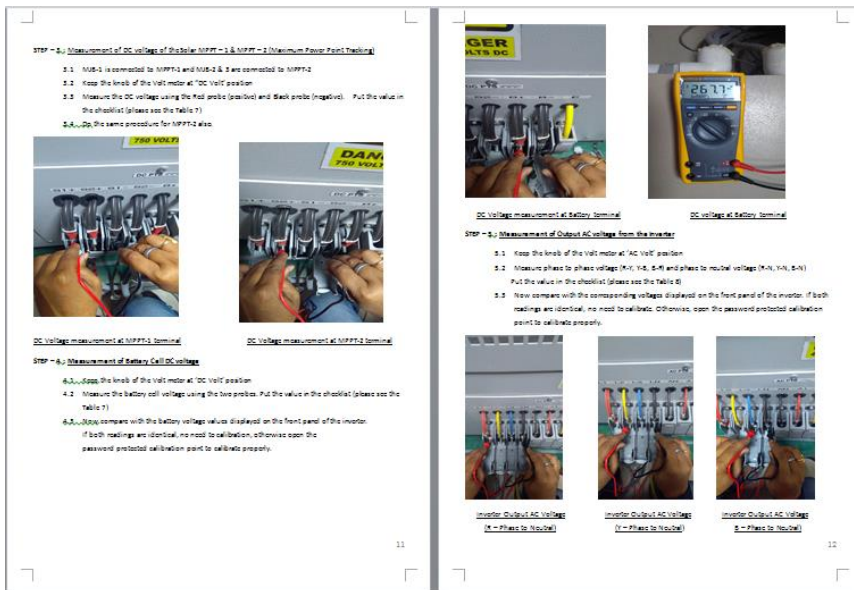 STEP – 3 : Measurement of DC voltage of the Solar MPPT – 1 & MPPT – 2 (Maximum Power Point Tracking)
3.1 MJB-1 is connected to MPPT-1 and MJB-2 & 3 are connected to MPPT-2
3.2 Keep the knob of the Volt meter at "DC Volt" position
3.3 Measure the DC voltage using the Red probe (positive) and Black probe (negative). Put the value in
the checklist (please see the Table 7)
3.4 Do the same procedure for MPPT-2 also.
750 VOLTS
DC FTS
DAN
750 VOLT
DC Voltage measurement at MPPT-1 terminal
DC Voltage measurement at MPPT-2 terminal
STEP – 4 : Measurement of Battery Cell DC voltage
4.1 Keep the knob of the Volt meter at 'DC Volt' position
4.2 Measure the battery cell voltage using the two probes. Put the value in the checklist (please see the
Table 7)
4.3 Now compare with the battery voltage values displayed on the front panel of the inverter.
If both readings are identical, no need to calibration, otherwise open the
password protected calibration point to calibrate properly.
11
GER
OLTS DC
267.7
DC Voltage measurement at Battery terminal
DC voltage at Battery terminal
STEP – 5 : Measurement of Output AC voltage from the inverter
5.1 Keep the knob of the Volt meter at 'AC Volt' position
5.2 Measure phase to phase voltage (R-Y, Y-B, B-R) and phase to neutral voltage (R-N, Y-N, B-N)
Put the value in the checklist (please see the Table 8)
5.3 Now compare with the corresponding voltages displayed on the front panel of the inverter. If both
readings are identical, no need to calibrate. Otherwise, open the password protected calibration
point to calibrate properly.
Inverter Output AC Voltage
(R – Phase to Neutral)
Inverter Output AC Voltage
(Y – Phase to Neutral)
Inverter Output AC Voltage
B – Phase to Neutral)
12